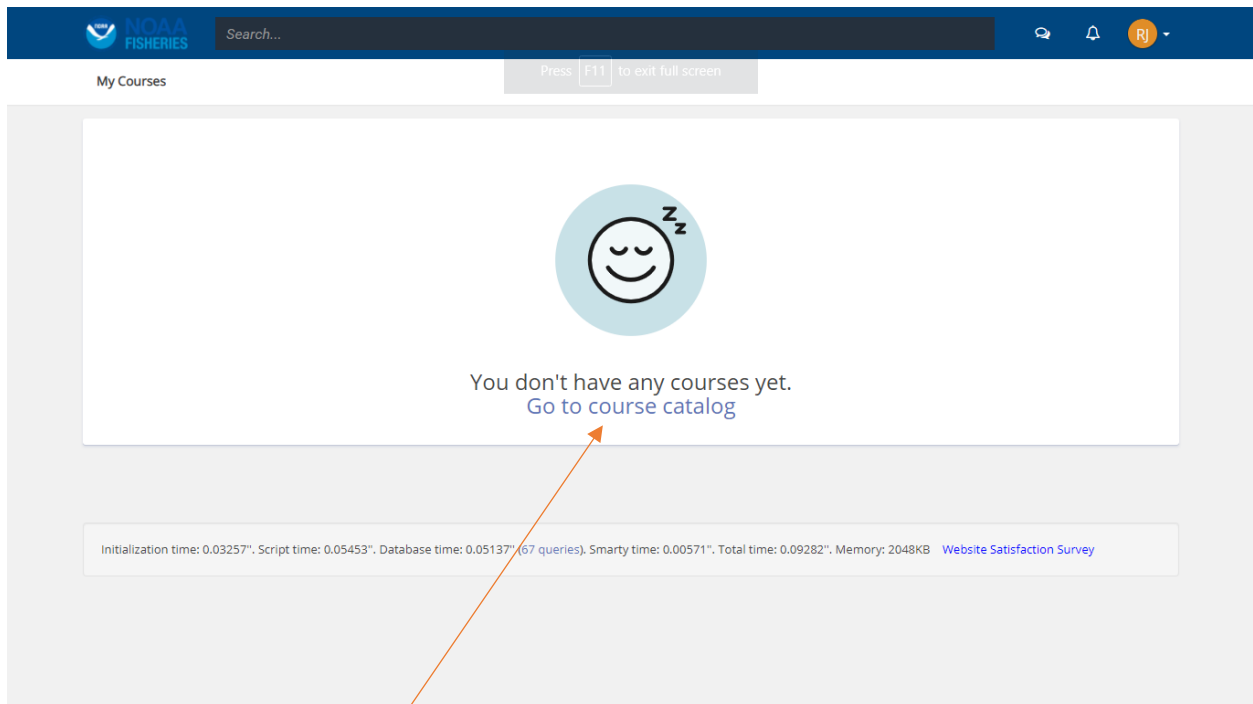 NOAA
FISHERIES
Search...
RJ
My Courses
Press F11 to exit full screen
z
z
You don't have any courses yet.
Go to course catalog
Initialization time: 0.03257". Script time: 0.05453". Database time: 0.05137" (67 queries). Smarty time: 0.00571". Total time: 0.09282". Memory: 2048KB Website Satisfaction Survey